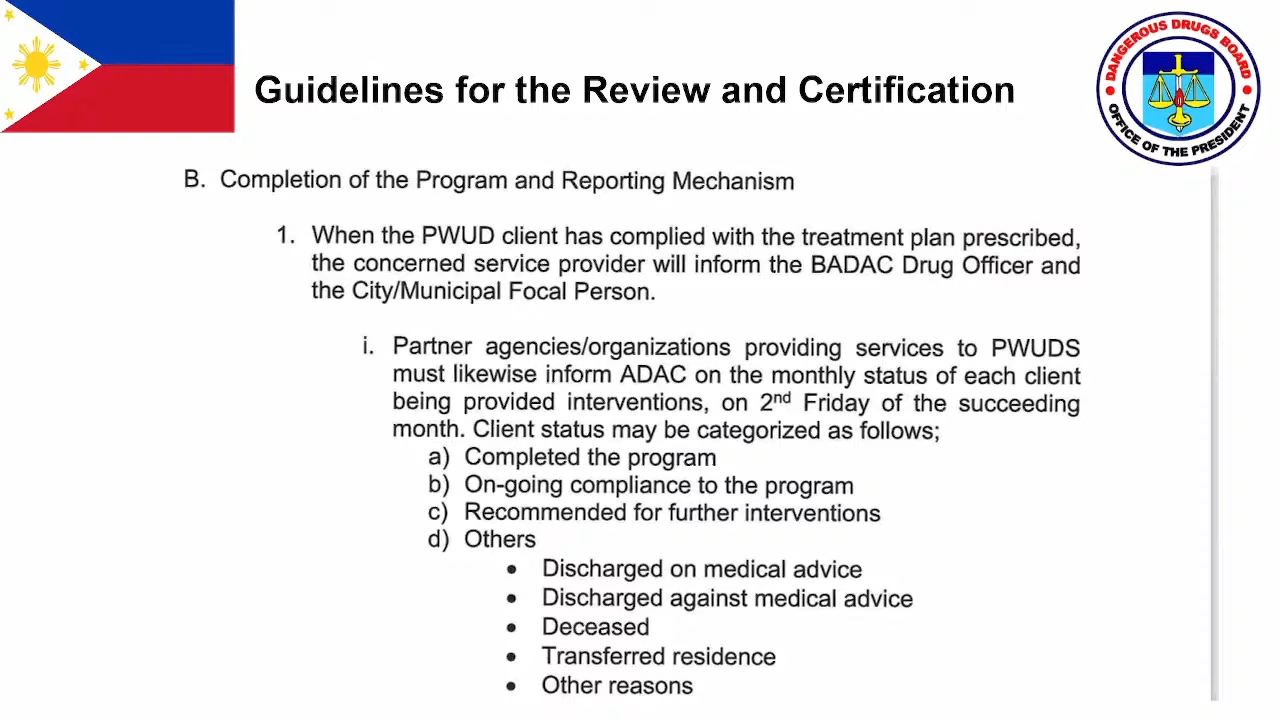 Guidelines for the Review and Certification
DANGEROUS DRUGS BOARD
OFFICE OF THE PRESIDENT
B. Completion of the Program and Reporting Mechanism
1. When the PWUD client has complied with the treatment plan prescribed,
the concerned service provider will inform the BADAC Drug Officer and
the City/Municipal Focal Person.
i. Partner agencies/organizations providing services to PWUDS
must likewise inform ADAC on the monthly status of each client
being provided interventions, on 2nd Friday of the succeeding
month. Client status may be categorized as follows;
a) Completed the program
b) On-going compliance to the program
c) Recommended for further interventions
d) Others
• Discharged on medical advice
• Discharged against medical advice
• Deceased
• Transferred residence
• Other reasons